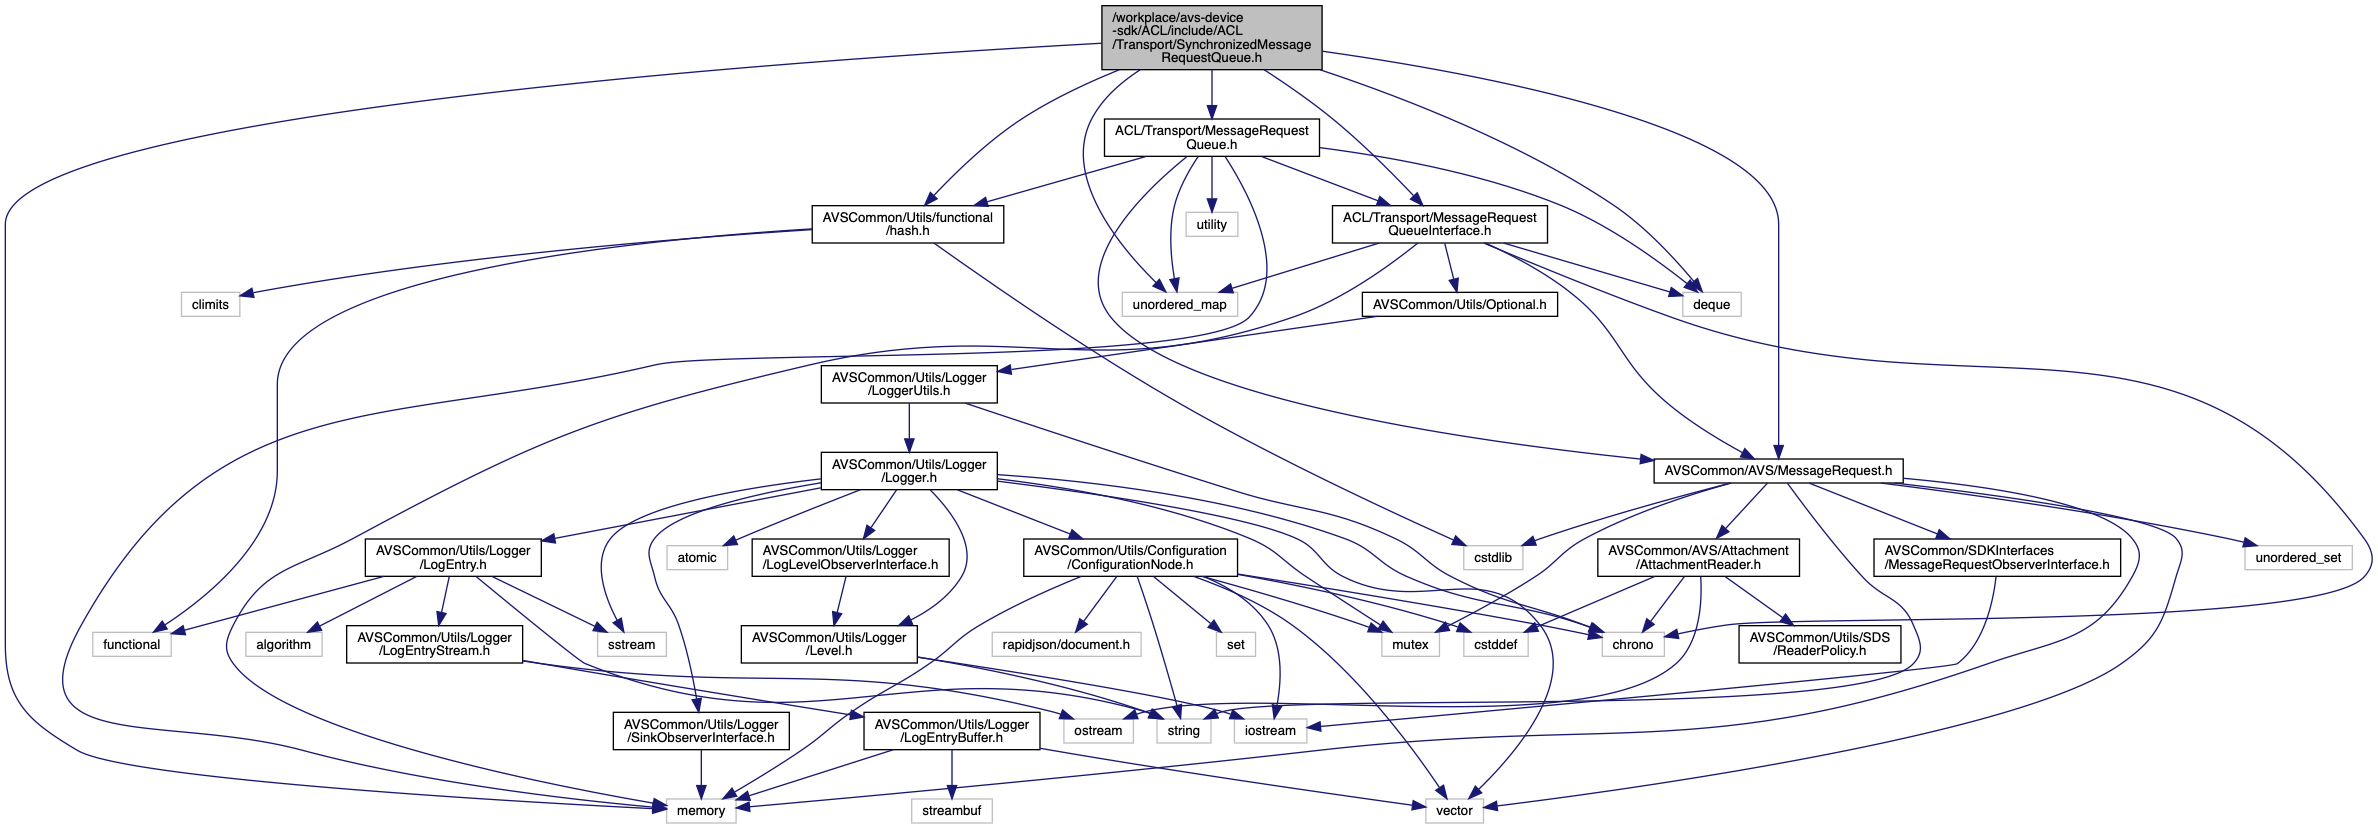 /workplace/avs-device
-sdk/ACL/include/ACL
/Transport/SynchronizedMessage
RequestQueue.h
ACL/Transport/MessageRequest
Queue.h
AVSCommon/Utils/functional
/hash.h
utility
ACL/Transport/MessageRequest
QueueInterface.h
climits
unordered_map
AVSCommon/Utils/Optional.h
deque
AVSCommon/Utils/Logger
/LoggerUtils.h
AVSCommon/Utils/Logger
/Logger.h
AVSCommon/AVS/MessageRequest.h
AVSCommon/Utils/Logger
/LogEntry.h
atomic
AVSCommon/Utils/Logger
/LogLevelObserverInterface.h
AVSCommon/Utils/Configuration
/ConfigurationNode.h
cstdlib
AVSCommon/AVS/Attachment
/AttachmentReader.h
AVSCommon/SDKInterfaces
/MessageRequestObserverInterface.h
unordered_set
functional
algorithm
AVSCommon/Utils/Logger
/LogEntryStream.h
sstream
AVSCommon/Utils/Logger
/Level.h
rapidjson/document.h
set
mutex
cstddef
chrono
AVSCommon/Utils/SDS
/ReaderPolicy.h
AVSCommon/Utils/Logger
/SinkObserverInterface.h
AVSCommon/Utils/Logger
/LogEntryBuffer.h
ostream
string
iostream
memory
streambuf
vector